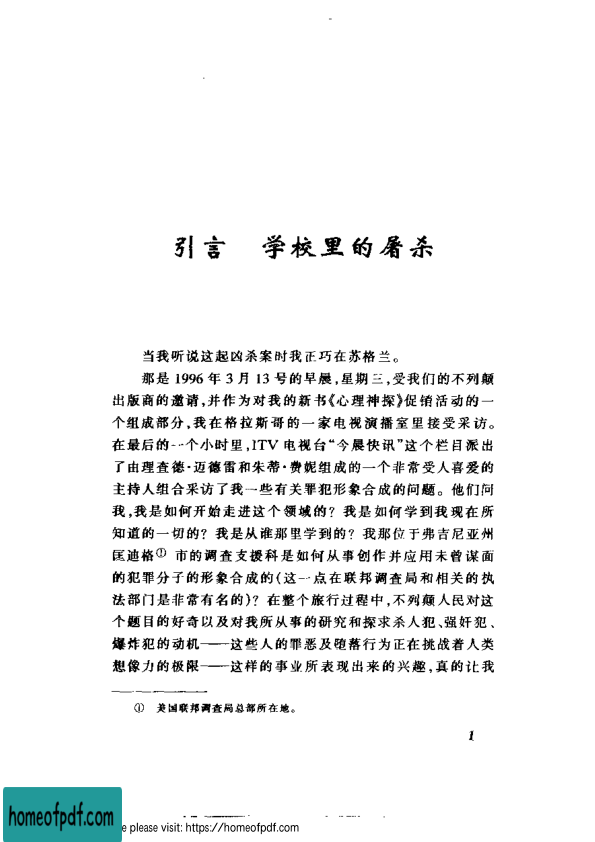 引言 学校里的屠杀
当我听说这起凶杀案时我正巧在苏格兰。
那是 1996 年 3 月 13 号的早晨,星期三,受我们的不列颠
出版商的邀请,并作为对我的新书《心理神探》促销活动的一
个组成部分,我在格拉斯哥的一家电视演播室里接受采访。
在最后的一个小时里,ITV 电视台“今晨快讯”这个栏目派出
了由理查德·迈德雷和朱蒂·费妮组成的一个非常受人喜爱的
主持人组合采访了我一些有关罪犯形象合成的问题。他们问
我,我是如何开始走进这个领域的? 我是如何学到我现在所
知道的一切的? 我是从谁那里学到的? 我那位于弗吉尼亚州
匡迪格① 市的调查支援科是如何从事创作并应用未曾谋面
的犯罪分子的形象合成的(这一点在联邦调查局和相关的执
法部门是非常有名的)? 在整个旅行过程中,不列颠人民对这
个题目的好奇以及对我所从事的研究和探求杀人犯、强奸犯、
爆炸犯的动机——这些人的罪恶及堕落行为正在挑战着人类
想像力的极限——这样的事业所表现出来的兴趣,真的让我
① 美国联邦调查局总部所在地。
1
homeofpdf.com
e please visit: https://homeofpdf.com